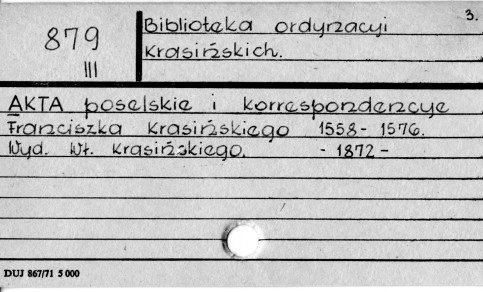 3.
879
III
Biblioteka ordynacyi
Krasińskich.
AKTA poselskie i korrespondencye
Franciszka Krasińskiego 1558-1576.
Wyd. Wł. Krasińskiego. - 1872 -
DUJ 867/71 5 000